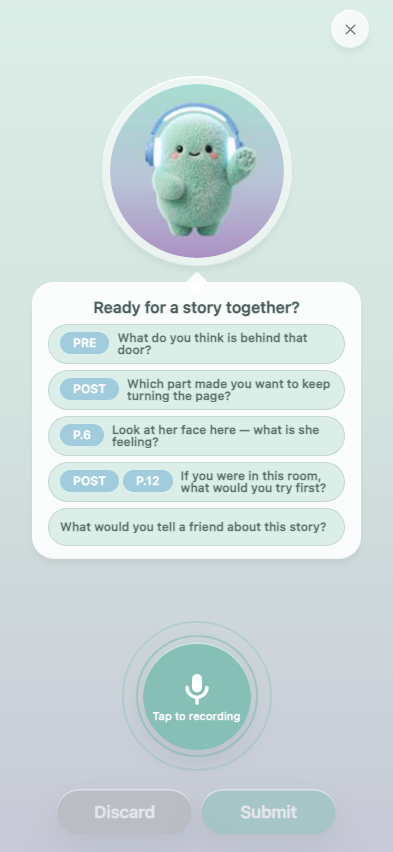 Ready for a story together?
PRE What do you think is behind that
door?
POST Which part made you want to keep
turning the page?
P.6 Look at her face here — what is she
feeling?
POST P.12 If you were in this room,
what would you try first?
What would you tell a friend about this story?
Tap to recording
Discard Submit